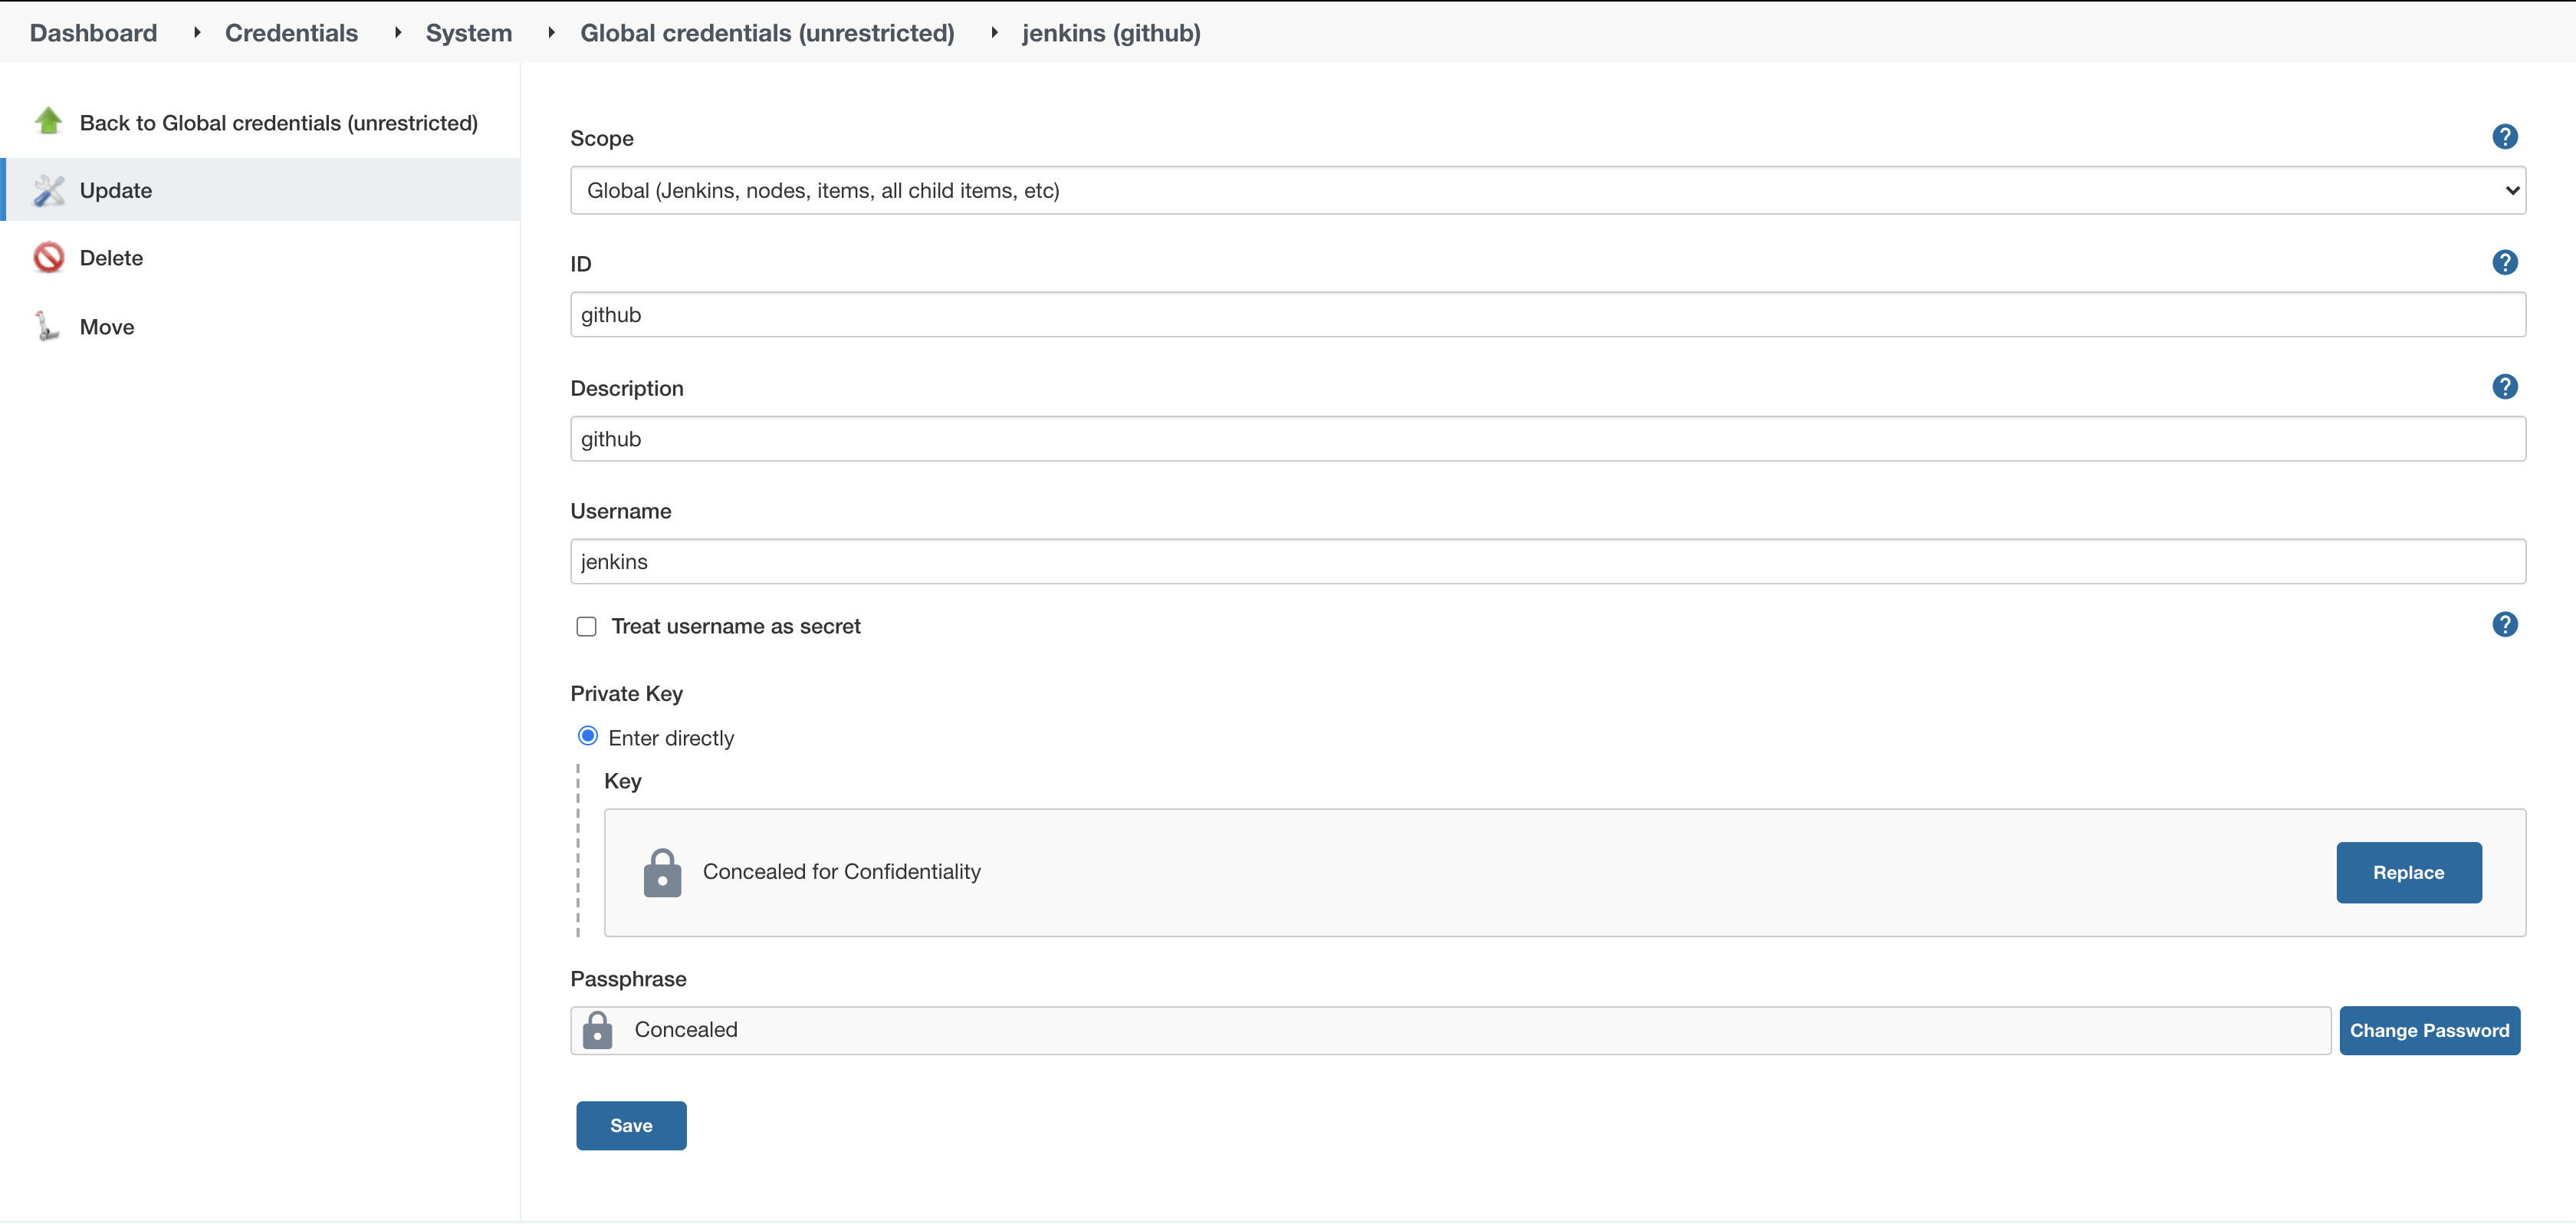 Dashboard Credentials System Global credentials (unrestricted) jenkins (github)
Back to Global credentials (unrestricted)
Update
Delete
Move
Scope
?
Global (Jenkins, nodes, items, all child items, etc)
ID
?
github
Description
?
github
Username
jenkins
Treat username as secret
?
Private Key
Enter directly
Key
Concealed for Confidentiality
Replace
Passphrase
Concealed
Change Password
Save